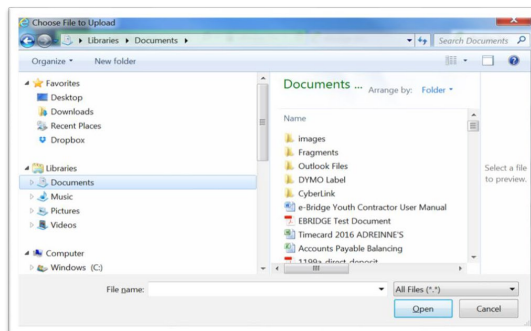 Choose File to Upload
Libraries ▸ Documents ▸
Search Documents
Organize
New folder
Favorites
Desktop
Downloads
Recent Places
Dropbox
Libraries
Documents
Music
Pictures
Videos
Computer
Windows (C:)
Documents ...
Arrange by: Folder
Name
images
Fragments
Outlook Files
DYMO Label
CyberLink
e-Bridge Youth Contractor User Manual
EBRIDGE Test Document
Timecard 2016 ADREINNE'S
Accounts Payable Balancing
1199a direct deposit
Select a file
to preview.
File name:
All Files (*.*)
Open
Cancel